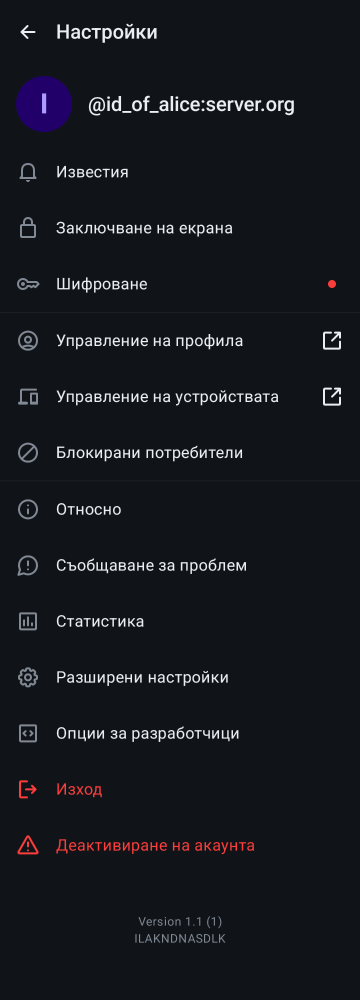 Настройки
I
@id_of_alice:server.org
Известия
Заключване на екрана
Шифроване
Управление на профила
Управление на устройствата
Блокирани потребители
Относно
Съобщаване за проблем
Статистика
Разширени настройки
Опции за разработчици
Изход
Деактивиране на акаунта
Version 1.1 (1)
ILAKNDNASDLK